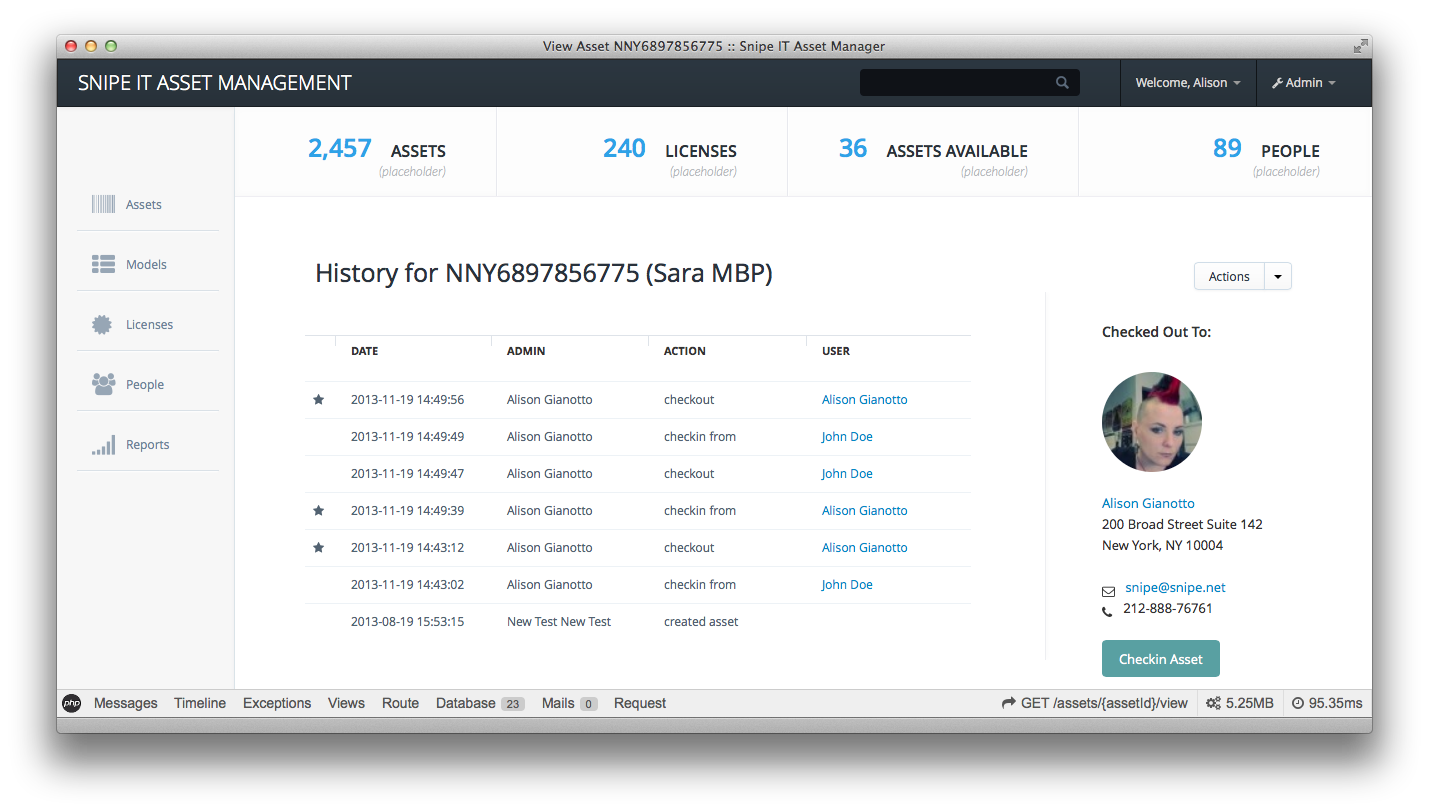 View Asset NNY6897856775 :: Snipe IT Asset Manager
SNIPE IT ASSET MANAGEMENT
Welcome, Alison
Admin
2,457 ASSETS
(placeholder)
240 LICENSES
(placeholder)
36 ASSETS AVAILABLE
(placeholder)
89 PEOPLE
(placeholder)
Assets
Models
Licenses
People
Reports
History for NNY6897856775 (Sara MBP)
Actions
DATE ADMIN ACTION USER
2013-11-19 14:49:56 Alison Gianotto checkout Alison Gianotto
2013-11-19 14:49:49 Alison Gianotto checkin from John Doe
2013-11-19 14:49:47 Alison Gianotto checkout John Doe
2013-11-19 14:49:39 Alison Gianotto checkin from Alison Gianotto
2013-11-19 14:43:12 Alison Gianotto checkout Alison Gianotto
2013-11-19 14:43:02 Alison Gianotto checkin from John Doe
2013-08-19 15:53:15 New Test New Test created asset
Checked Out To:
Alison Gianotto
200 Broad Street Suite 142
New York, NY 10004
snipe@snipe.net
212-888-76761
Checkin Asset
php Messages Timeline Exceptions Views Route Database 23 Mails 0 Request GET /assets/{assetId}/view 5.25MB 95.35ms